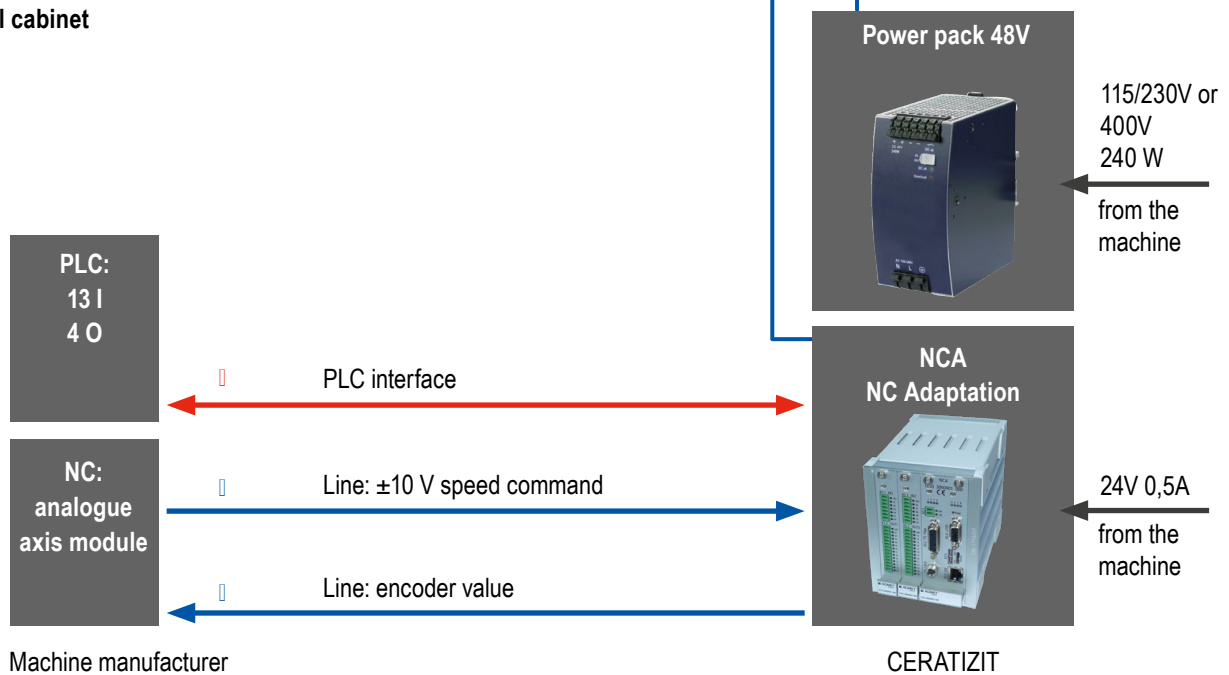 l cabinet
Power pack 48V
115/230V or
400V
240 W
from the
machine
PLC:
13 I
4 O
NCA
NC Adaptation
PLC interface
NC:
analogue
axis module
Line: ±10 V speed command
24V 0,5A
from the
machine
Line: encoder value
Machine manufacturer
CERATIZIT